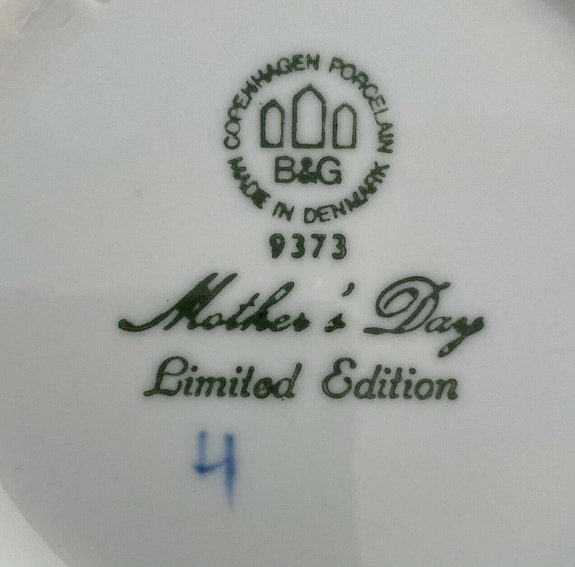 COPENHAGEN PORCELAIN
B&G
MADE IN DENMARK
9373
Mother's Day
Limited Edition
4